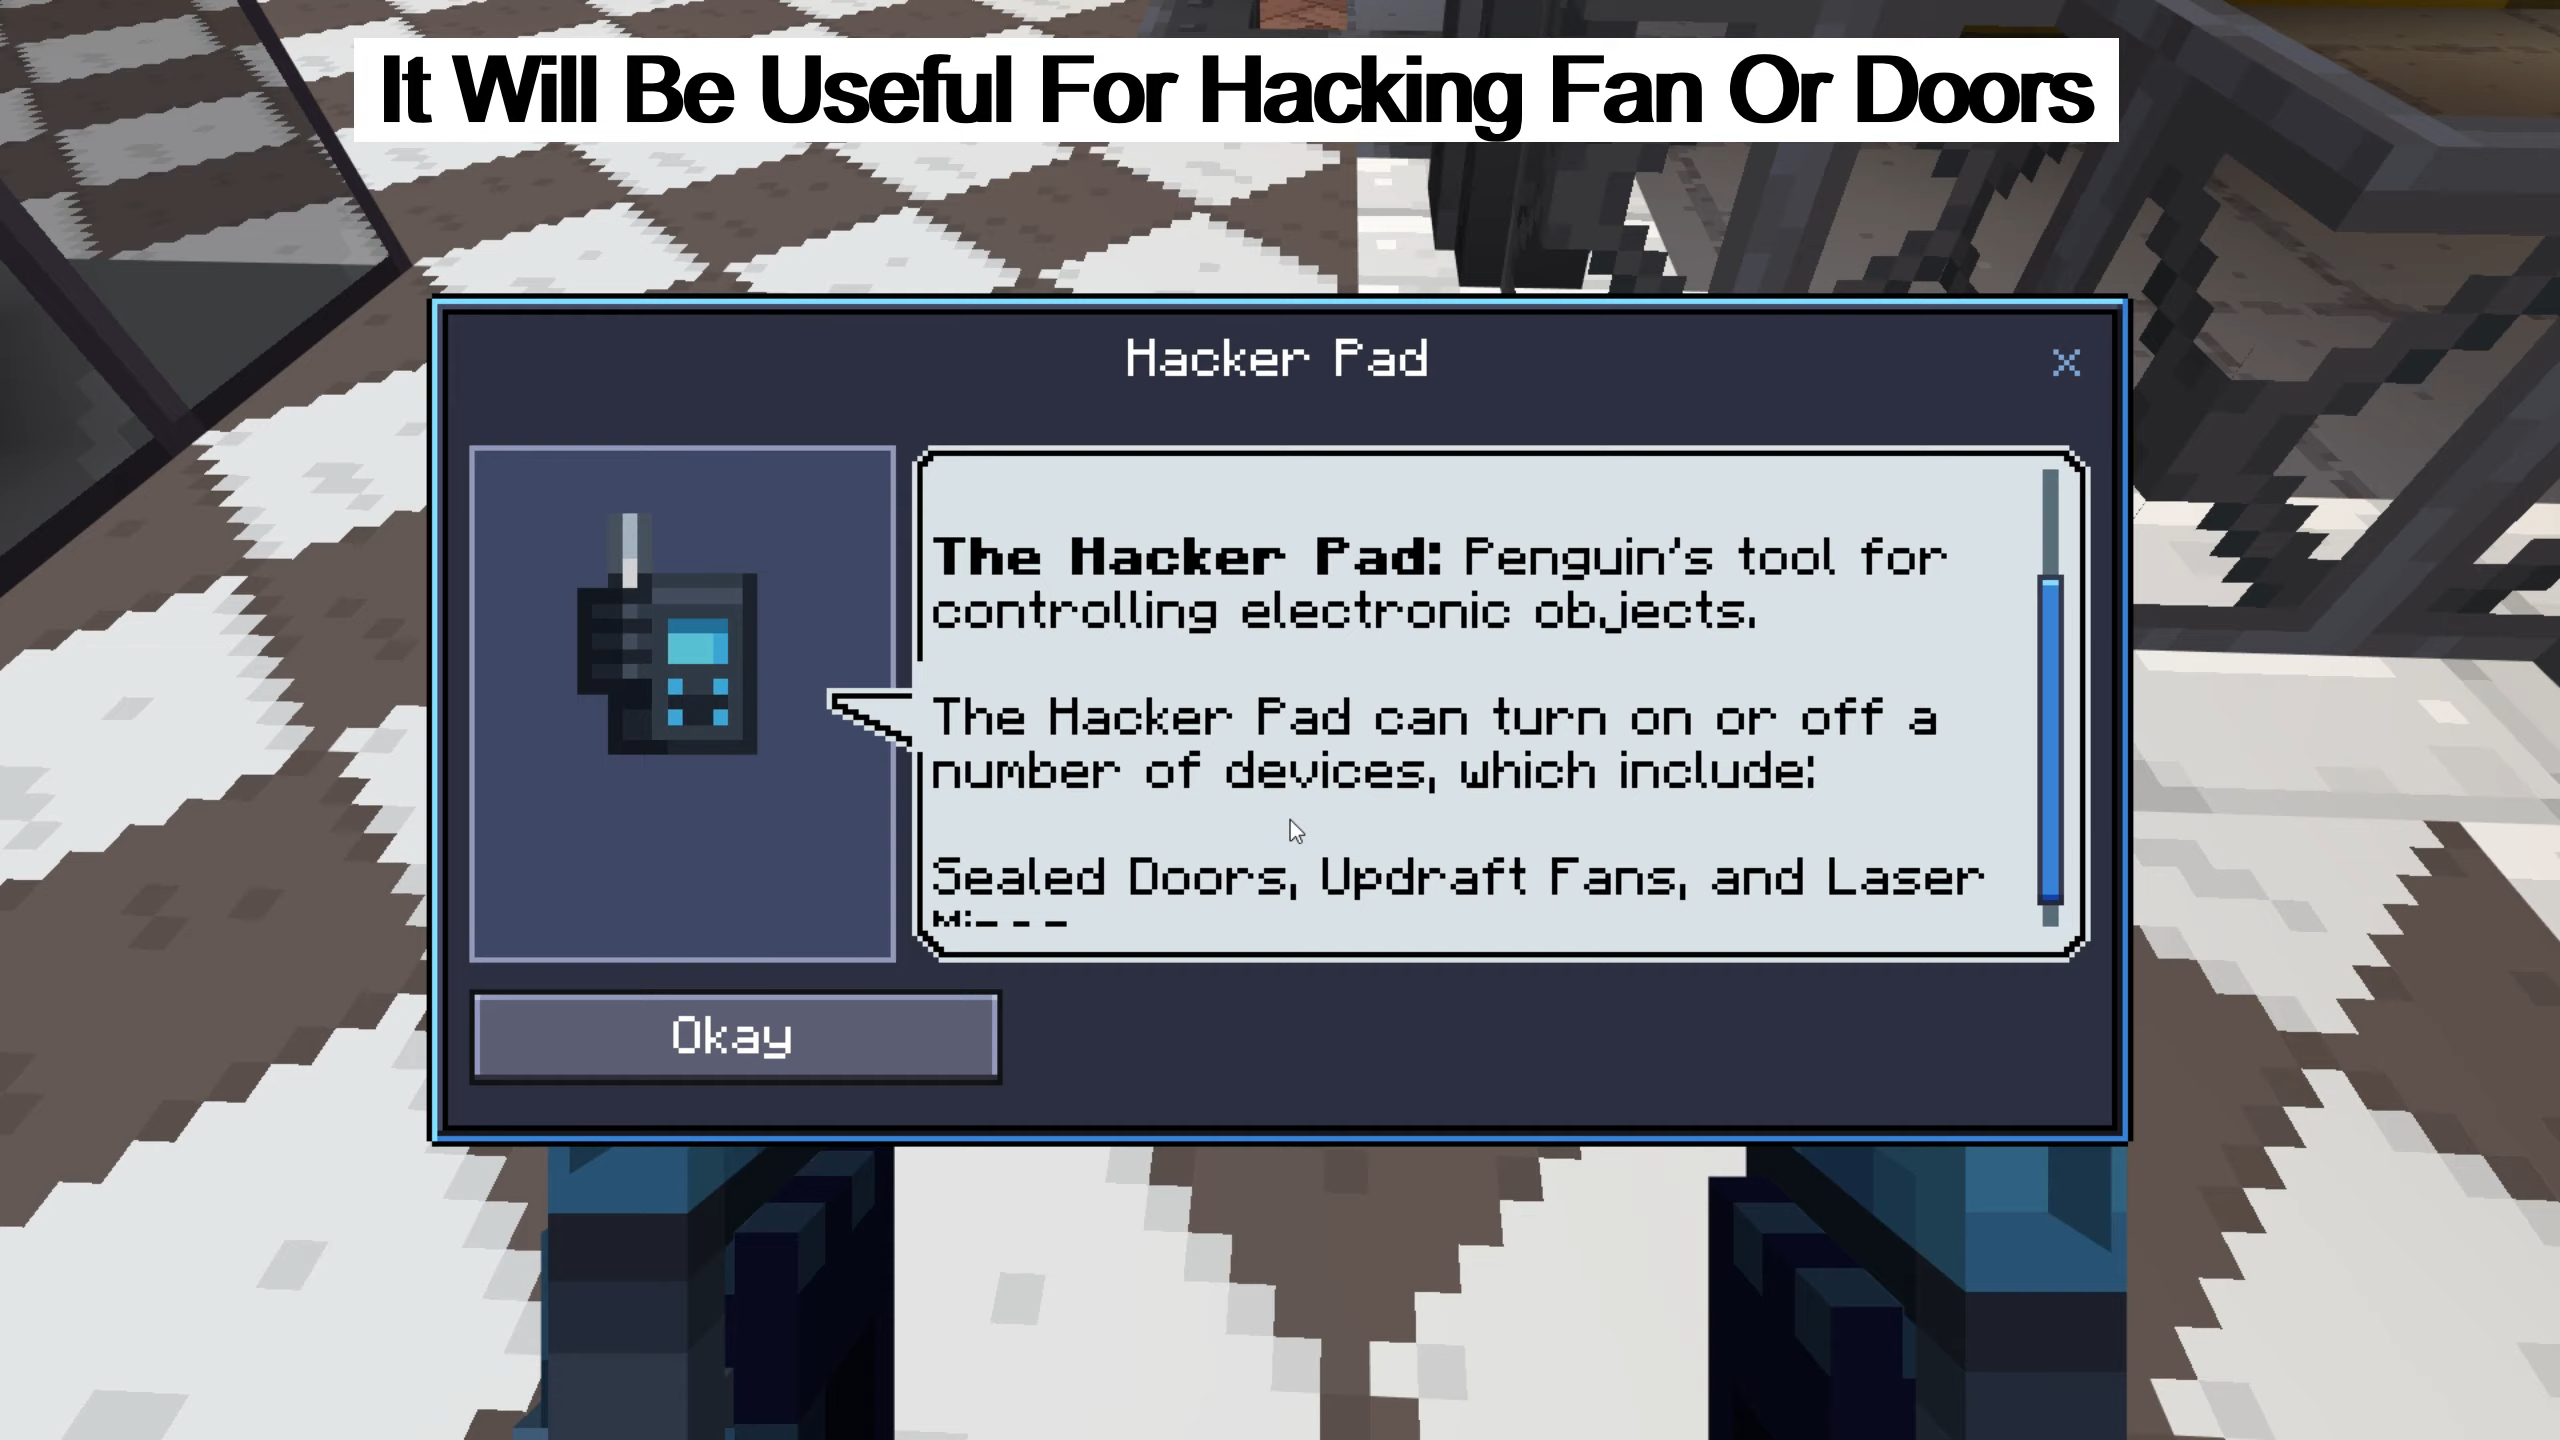 It Will Be Useful For Hacking Fan Or Doors
Hacker Pad
The Hacker Pad: Penguin's tool for
controlling electronic objects.
The Hacker Pad can turn on or off a
number of devices, which include:
Sealed Doors, Updraft Fans, and Laser
Okay